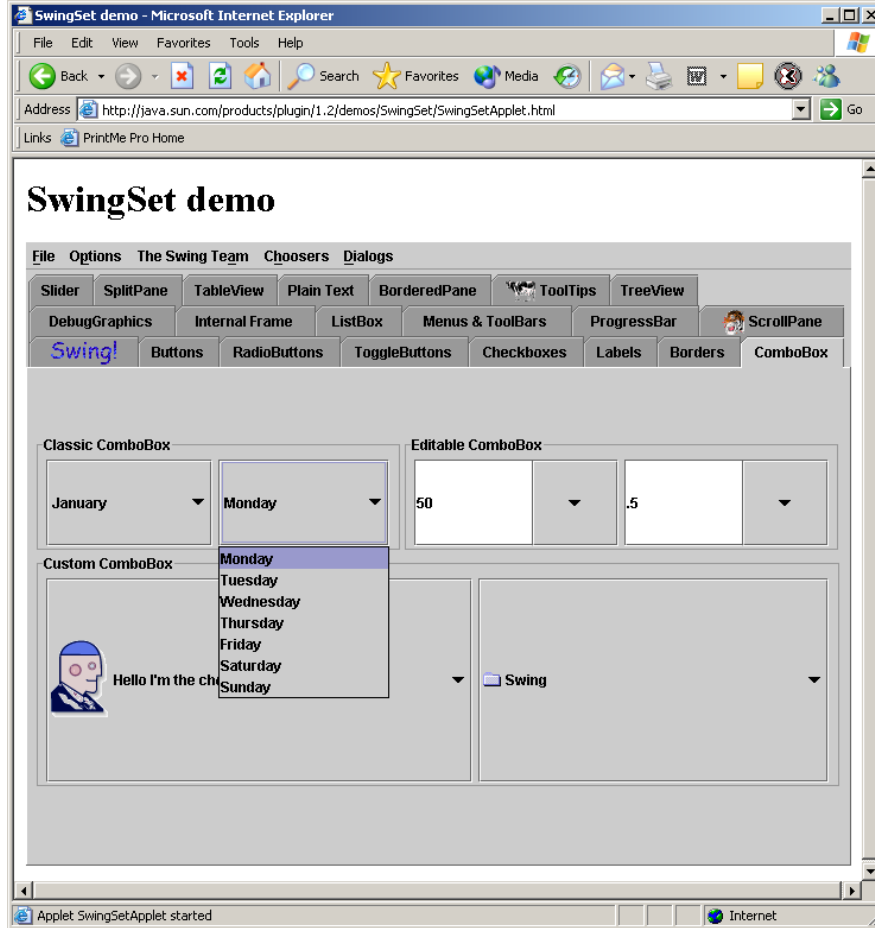 SwingSet demo - Microsoft Internet Explorer
File Edit View Favorites Tools Help
Back Search Favorites Media
Address http://java.sun.com/products/plugin/1.2/demos/SwingSet/SwingSetApplet.html Go
Links PrintMe Pro Home
SwingSet demo
File Options The Swing Team Choosers Dialogs
Slider SplitPane TableView Plain Text BorderedPane ToolTips TreeView
DebugGraphics Internal Frame ListBox Menus & ToolBars ProgressBar ScrollPane
Swing! Buttons RadioButtons ToggleButtons Checkboxes Labels Borders ComboBox
Classic ComboBox Editable ComboBox
January Monday 50 .5
Monday
Custom ComboBox
Tuesday
Wednesday
Thursday
Friday
Saturday
Hello I'm the ch Swing
Sunday
Applet SwingSetApplet started Internet